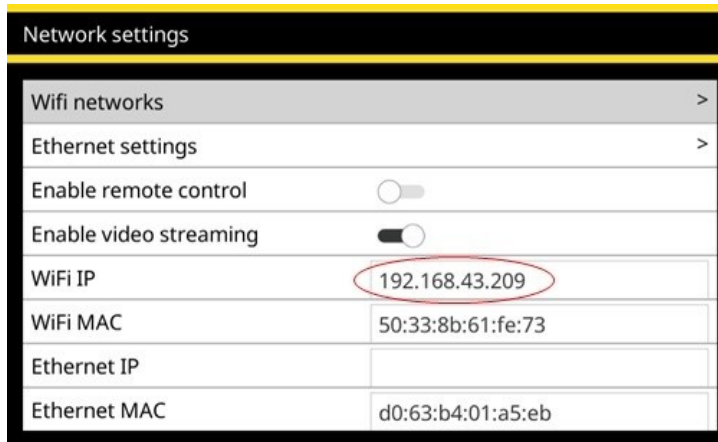 Network settings
Wifi networks >
Ethernet settings >
Enable remote control
Enable video streaming
WiFi IP 192.168.43.209
WiFi MAC 50:33:8b:61:fe:73
Ethernet IP
Ethernet MAC d0:63:b4:01:a5:eb